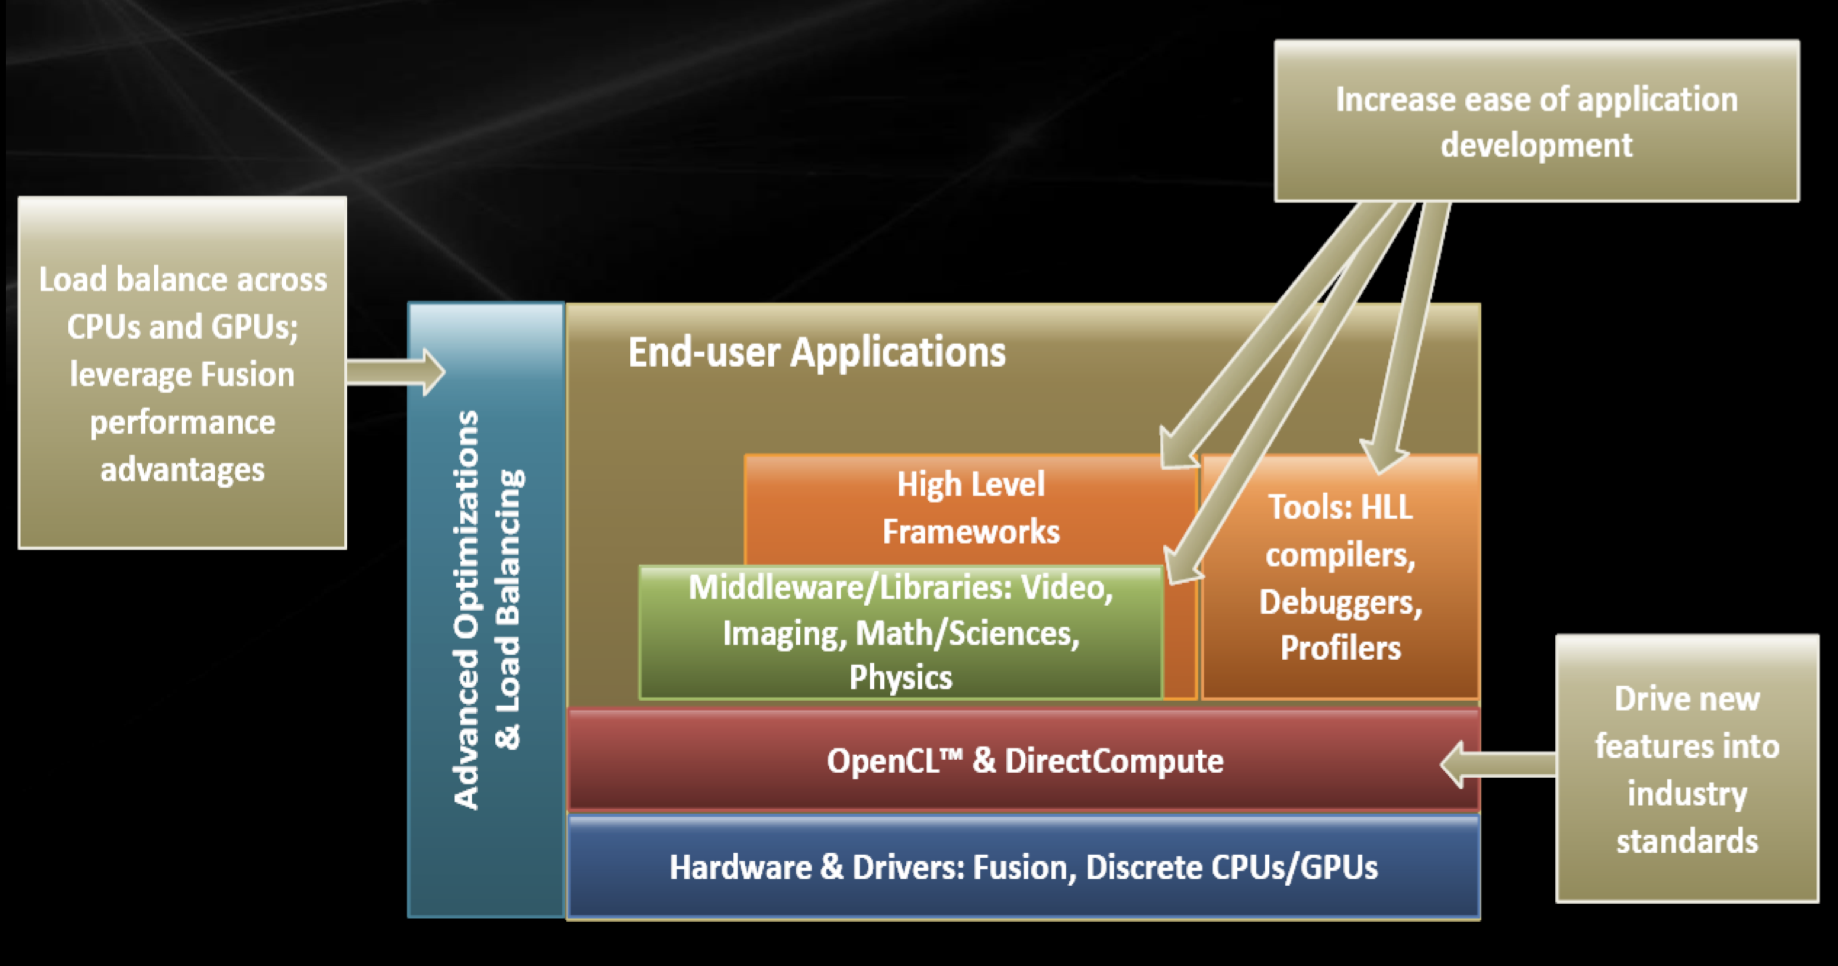 Increase ease of application
development
Load balance across
CPUs and GPUs;
leverage Fusion
performance
advantages
Advanced Optimizations
& Load Balancing
End-user Applications
High Level
Frameworks
Tools: HLL
compilers,
Debuggers,
Profilers
Middleware/Libraries: Video,
Imaging, Math/Sciences,
Physics
OpenCL™ & DirectCompute
Drive new
features into
industry
standards
Hardware & Drivers: Fusion, Discrete CPUs/GPUs